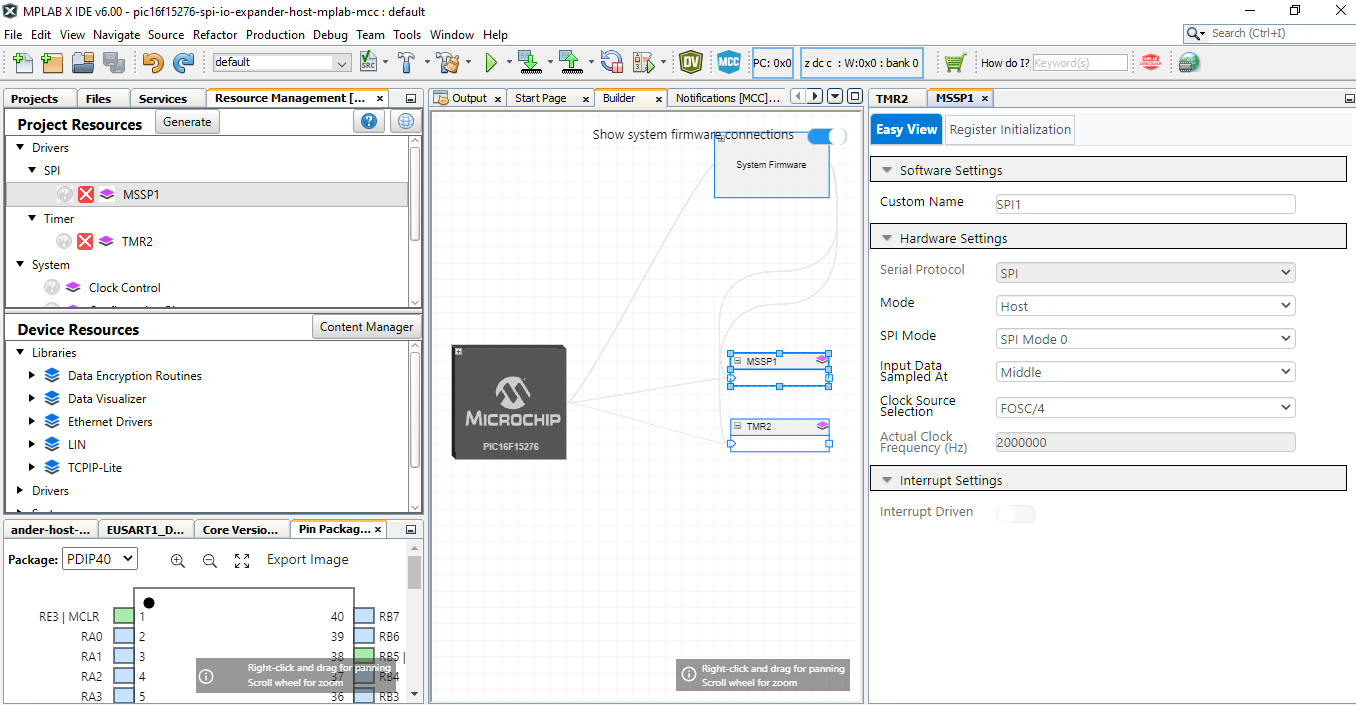 MPLAB X IDE v6.00 - pic16f15276-spi-io-expander-host-mplab-mcc : default
File Edit View Navigate Source Refactor Production Debug Team Tools Window Help
Search (Ctrl+I)
default
SRC
DV
MCC
PC: 0x0
z dc c : W:0x0 : bank 0
How do I?
Keyword(s)
Projects
Files
Services
Resource Management [...
Project Resources
Generate
Drivers
SPI
MSSP1
Timer
TMR2
System
Clock Control
Device Resources
Content Manager
Libraries
Data Encryption Routines
Data Visualizer
Ethernet Drivers
LIN
TCPIP-Lite
Drivers
ander-host-...
EUSART1_D...
Core Versio...
Pin Packag...
Package:
PDIP40
Export Image
RE3 | MCLR 1 40 RB7
RA0 2 39 RB6
RA1 3 38 RB5 |
RA2 4 37 RB4
RA3 5 36 RB3
Right-click and drag for panning
Scroll wheel for zoom
Output
Start Page
Builder
Notifications [MCC]...
Show system firmware connections
System Firmware
MICROCHIP
PIC16F15276
MSSP1
TMR2
Right-click and drag for panning
Scroll wheel for zoom
TMR2
MSSP1
Easy View
Register Initialization
Software Settings
Custom Name
SPI1
Hardware Settings
Serial Protocol
SPI
Mode
Host
SPI Mode
SPI Mode 0
Input Data
Sampled At
Middle
Clock Source
Selection
FOSC/4
Actual Clock
Frequency (Hz)
2000000
Interrupt Settings
Interrupt Driven